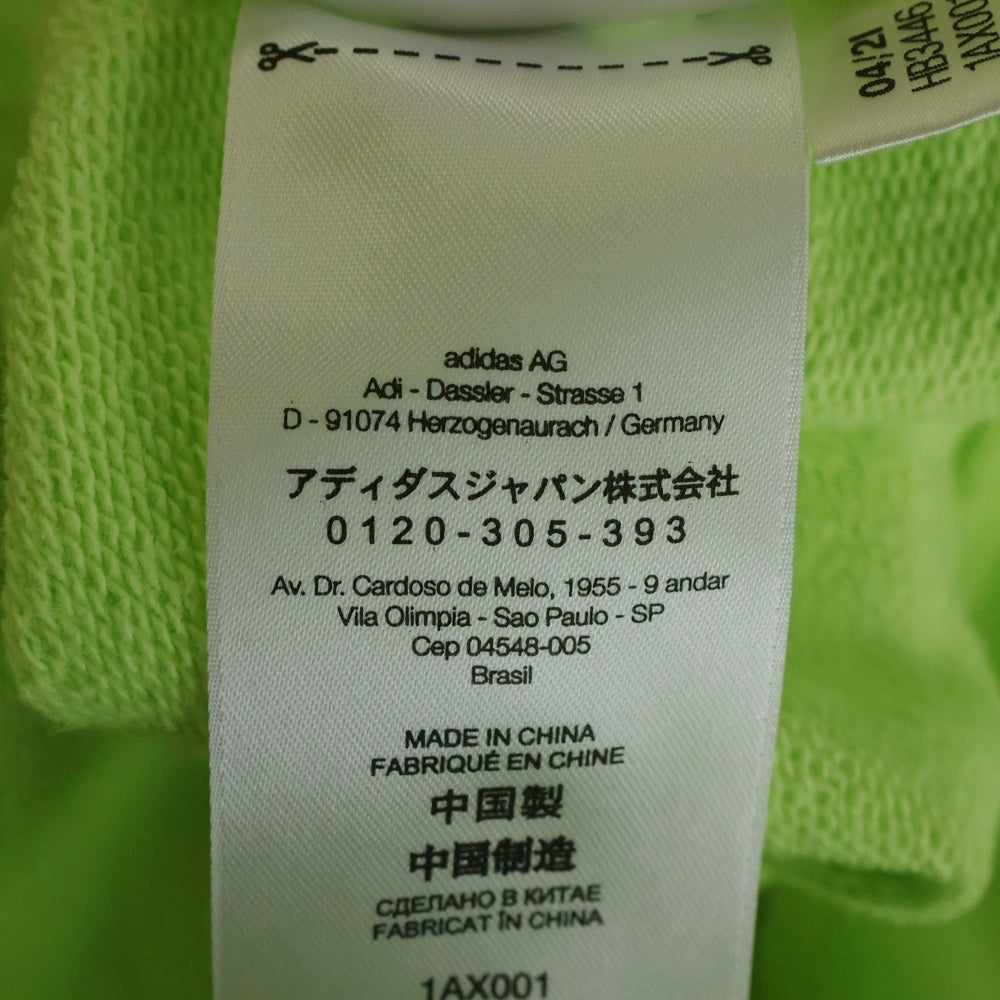 adidas AG
Adi - Dassler - Strasse 1
D - 91074 Herzogenaurach / Germany
アディダスジャパン株式会社
0120-305-393
Av. Dr. Cardoso de Melo, 1955 - 9 andar
Vila Olimpia - Sao Paulo - SP
Cep 04548-005
Brasil
MADE IN CHINA
FABRIQUÉ EN CHINE
中国製
中国制造
СДЕЛАНО В КИТАЕ
FABRICAT ÎN CHINA
1AX001
04!21
HB3446